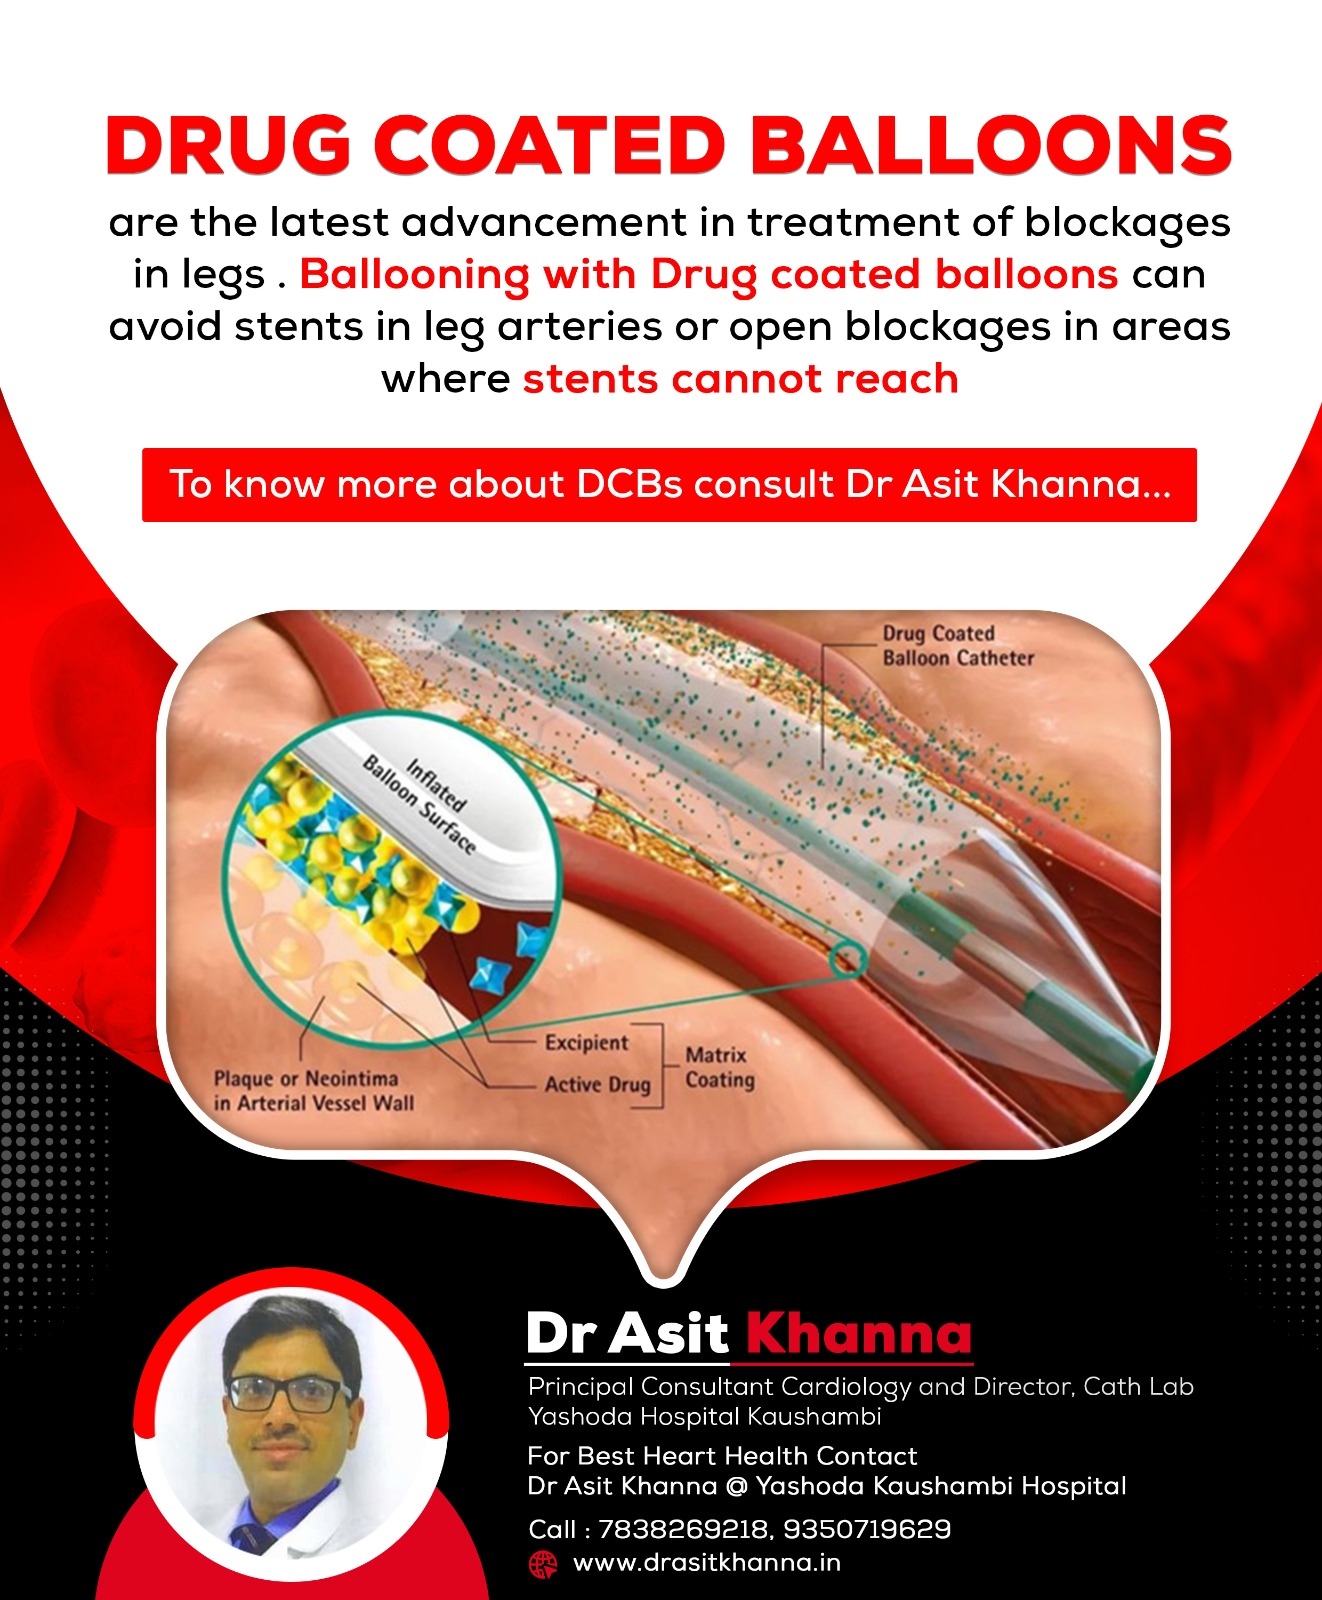 DRUG COATED BALLOONS
are the latest advancement in treatment of blockages
in legs . Ballooning with Drug coated balloons can
avoid stents in leg arteries or open blockages in areas
where stents cannot reach
To know more about DCBs consult Dr Asit Khanna...
Drug Coated
Balloon Catheter
Inflated
Balloon Surface
Excipient
Active Drug
Matrix
Coating
Plaque or Neointima
in Arterial Vessel Wall
Dr Asit Khanna
Principal Consultant Cardiology and Director, Cath Lab
Yashoda Hospital Kaushambi
For Best Heart Health Contact
Dr Asit Khanna @ Yashoda Kaushambi Hospital
Call : 7838269218, 9350719629
www.drasitkhanna.in